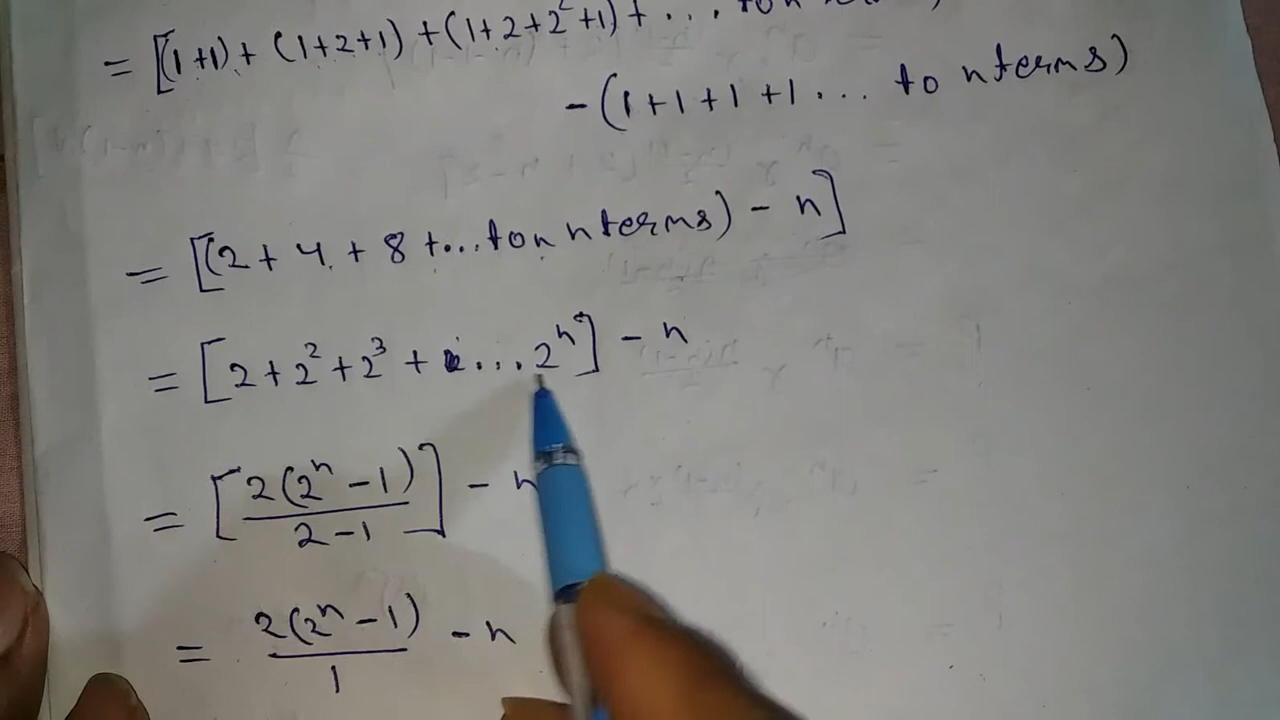 = [(1+1) + (1+2+1) + (1+2+2²+1) + ...
- (1+1+1+1... to n terms)
= [(2+4+8+... ton n terms) - n]
= [2+2²+2³+...2ⁿ] - n
= [2(2ⁿ-1)/2-1] - n
= 2(2ⁿ-1)/1 - n